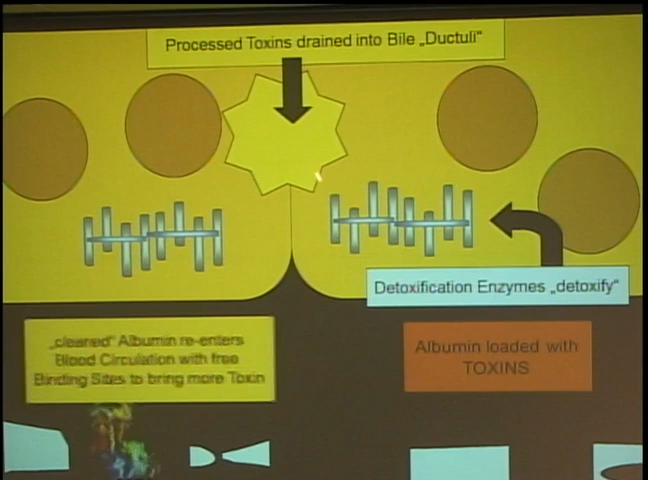 Processed Toxins drained into Bile „Ductuli“
Detoxification Enzymes „detoxify“
„cleared“ Albumin re-enters
Blood Circulation with free
Binding Sites to bring more Toxin
Albumin loaded with
TOXINS